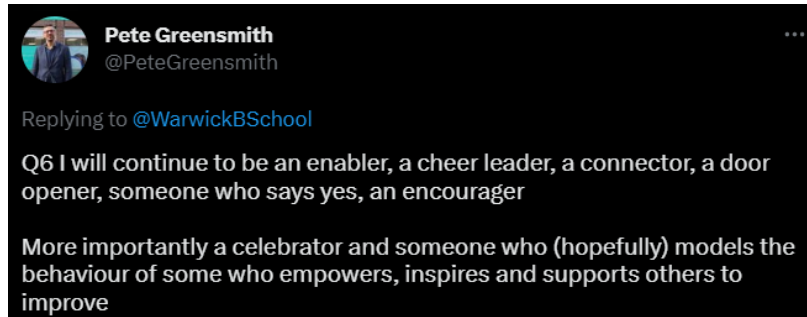 Pete Greensmith
@PeteGreensmith
Replying to @WarwickBSchool
Q6 I will continue to be an enabler, a cheer leader, a connector, a door
opener, someone who says yes, an encourager
More importantly a celebrator and someone who (hopefully) models the
behaviour of some who empowers, inspires and supports others to
improve